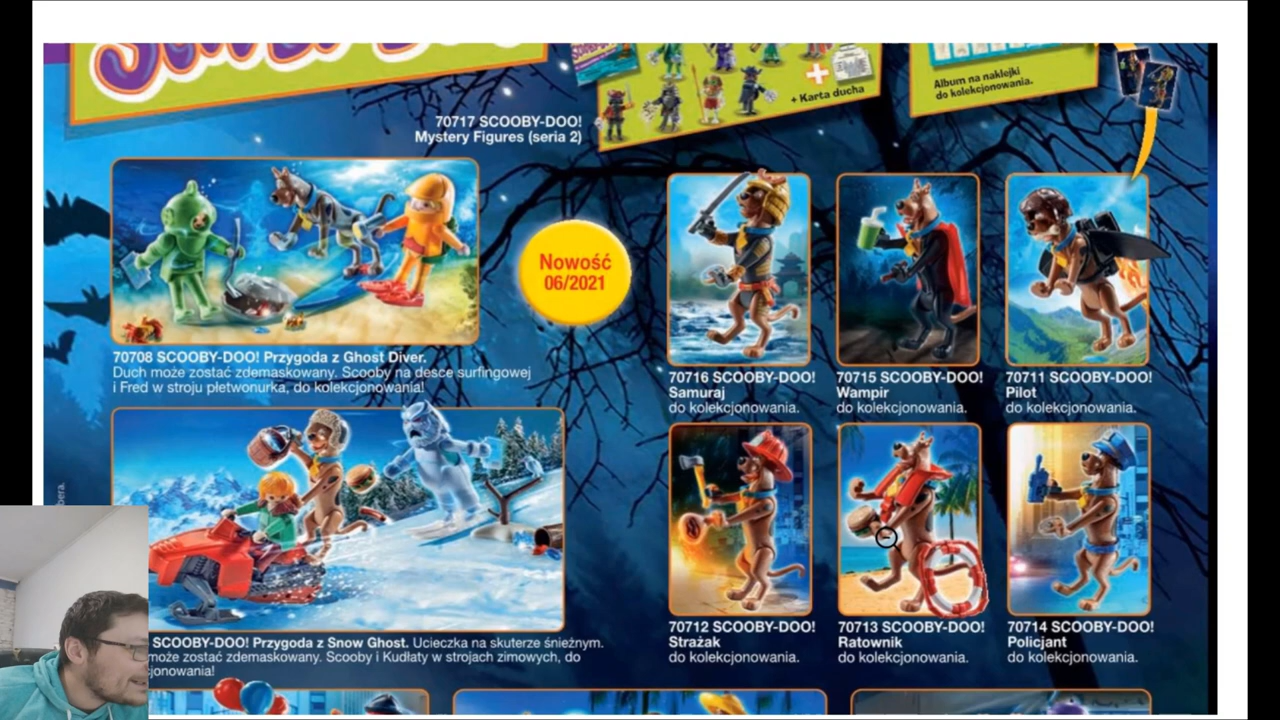 Album na naklejki
do kolekcjonowania.
+ Karta ducha
70717 SCOOBY-DOO!
Mystery Figures (seria 2)
Nowość
06/2021
70708 SCOOBY-DOO! Przygoda z Ghost Diver.
Duch może zostać zdemaskowany. Scooby na desce surfingowej
i Fred w stroju płetwonurka, do kolekcjonowania!
70716 SCOOBY-DOO!
Samuraj
do kolekcjonowania.
70715 SCOOBY-DOO!
Wampir
do kolekcjonowania.
70711 SCOOBY-DOO!
Pilot
do kolekcjonowania.
SCOOBY-DOO! Przygoda z Snow Ghost. Ucieczka na skuterze śnieżnym.
może zostać zdemaskowany. Scooby i Kudłaty w strojach zimowych, do
cjonowania!
70712 SCOOBY-DOO!
Strażak
do kolekcjonowania.
70713 SCOOBY-DOO!
Ratownik
do kolekcjonowania.
70714 SCOOBY-DOO!
Policjant
do kolekcjonowania.